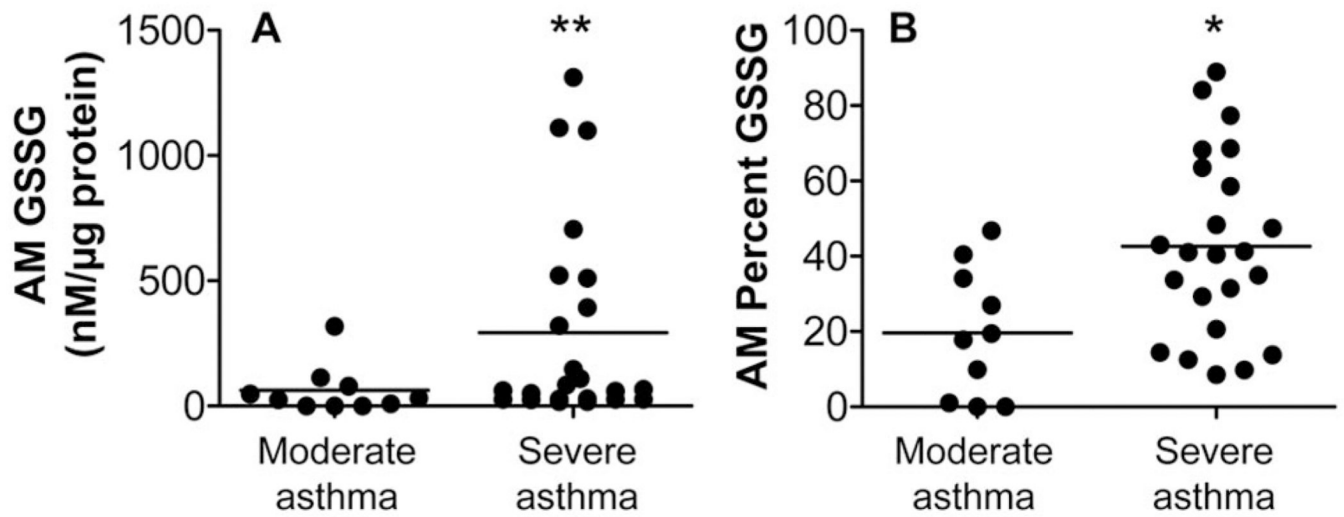 A
**
1500
1000
500
0
AM GSSG
(nM/µg protein)
Moderate
asthma
Severe
asthma
B
*
100
80
60
40
20
0
AM Percent GSSG
Moderate
asthma
Severe
asthma